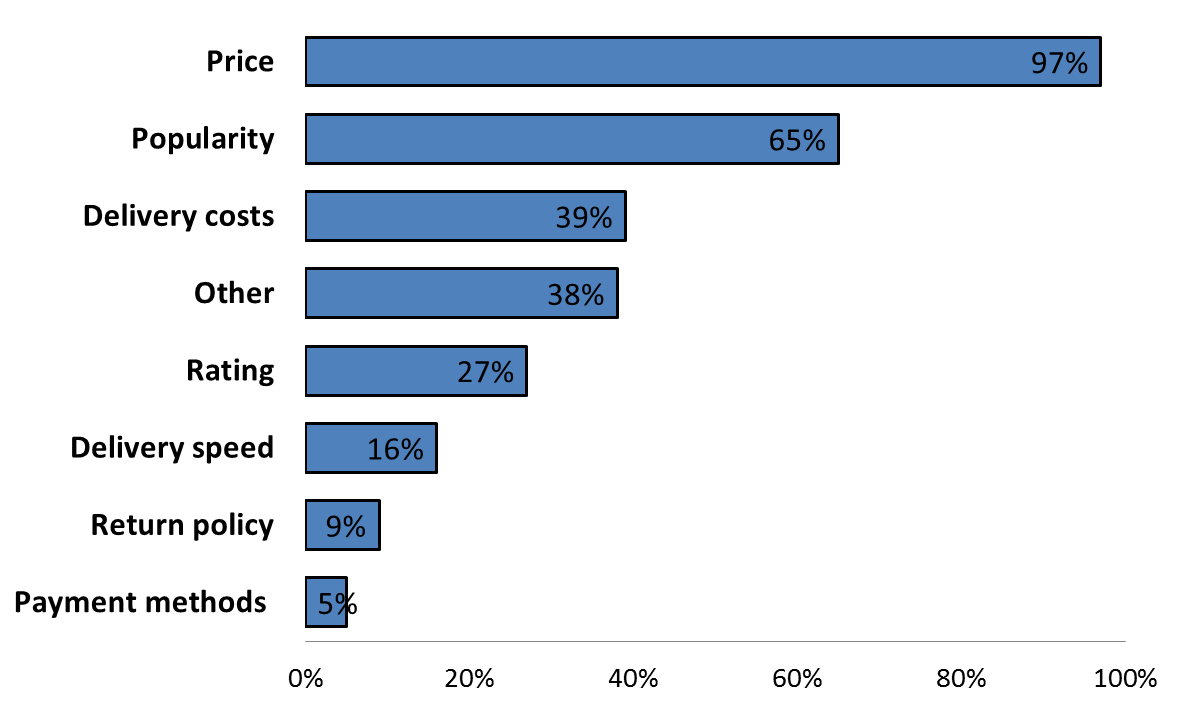 Price 97%
Popularity 65%
Delivery costs 39%
Other 38%
Rating 27%
Delivery speed 16%
Return policy 9%
Payment methods 5%
0% 20% 40% 60% 80% 100%